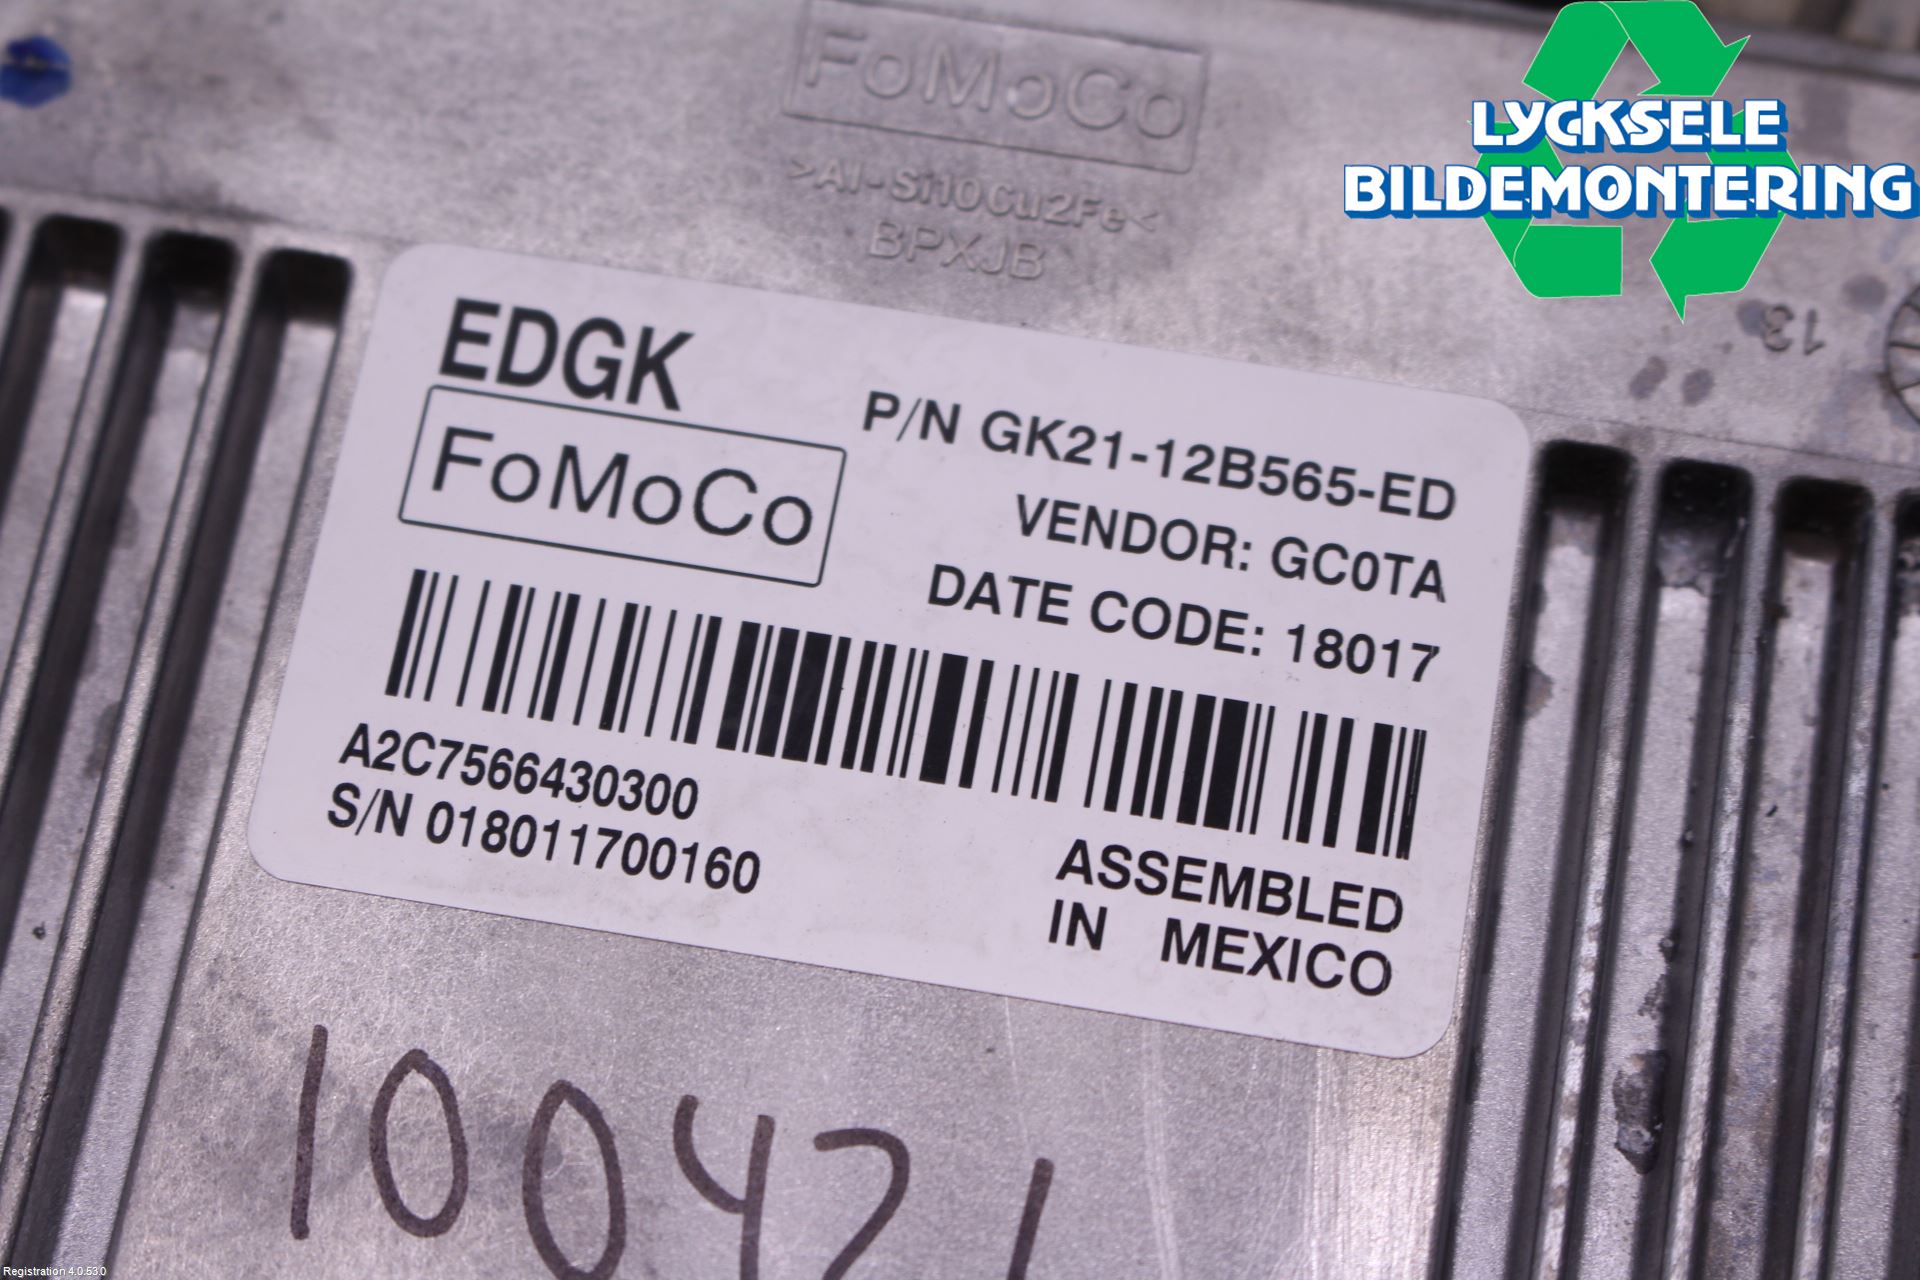 FoMoCo
>Al-Si10Cu2Fe<
BPXJB
LYCKSELE
BILDEMONTERING
13
EDGK
FoMoCo
P/N GK21-12B565-ED
VENDOR: GC0TA
DATE CODE: 18017
A2C7566430300
S/N 018011700160
ASSEMBLED
IN MEXICO
100421
Registration 4.0.53.0